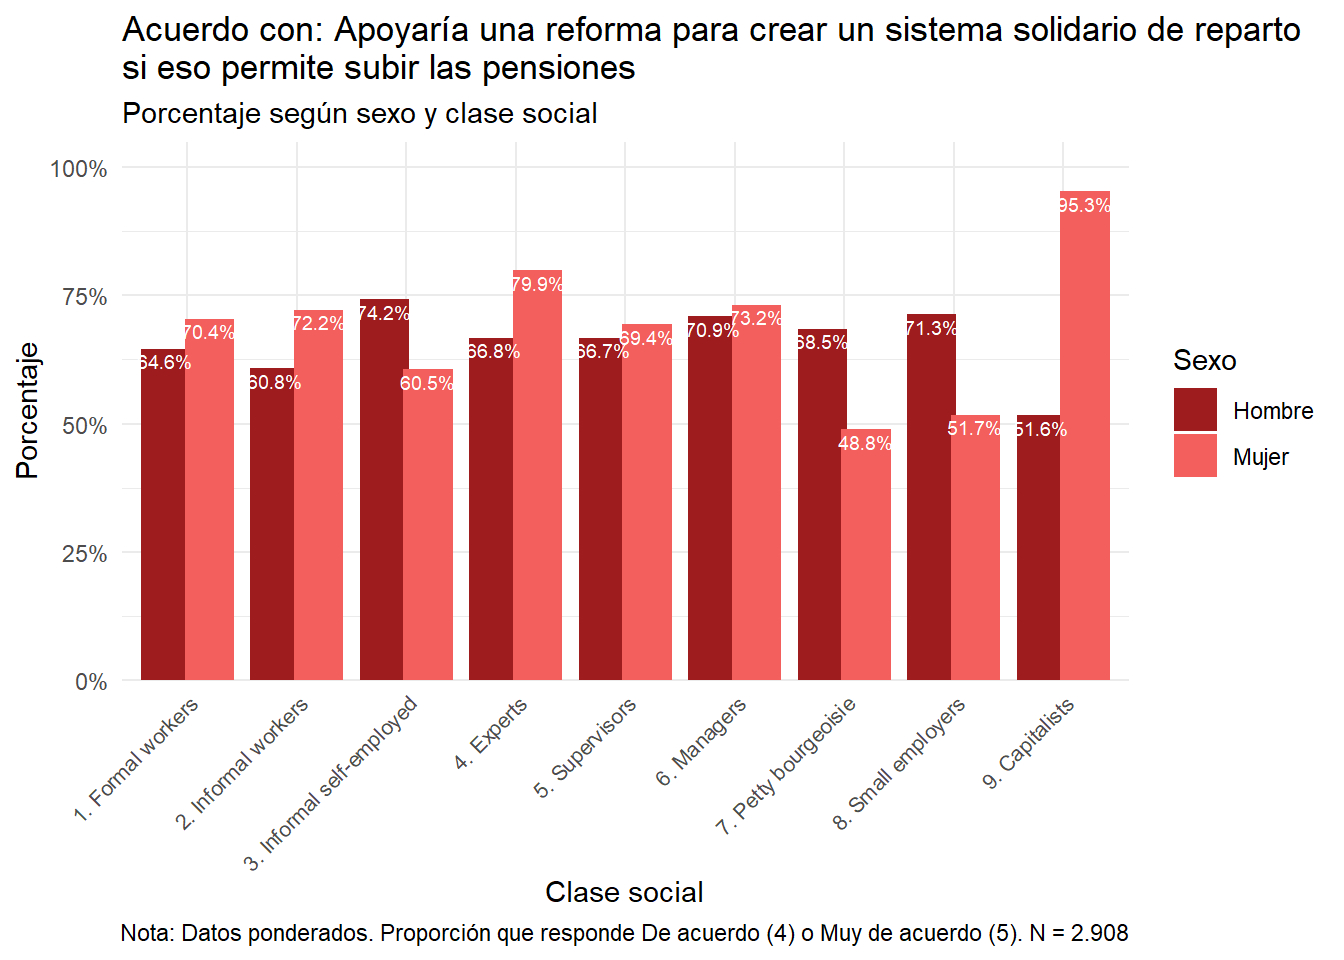 Acuerdo con: Apoyaría una reforma para crear un sistema solidario de reparto
si eso permite subir las pensiones
Porcentaje según sexo y clase social
Porcentaje
100%
75%
50%
25%
0%
64.6%
70.4%
60.8%
72.2%
74.2%
60.5%
66.8%
79.9%
66.7%
69.4%
70.9%
73.2%
68.5%
48.8%
71.3%
51.7%
51.6%
95.3%
1. Formal workers
2. Informal workers
3. Informal self-employed
4. Experts
5. Supervisors
6. Managers
7. Petty bourgeoisie
8. Small employers
9. Capitalists
Clase social
Sexo
Hombre
Mujer
Nota: Datos ponderados. Proporción que responde De acuerdo (4) o Muy de acuerdo (5). N = 2.908